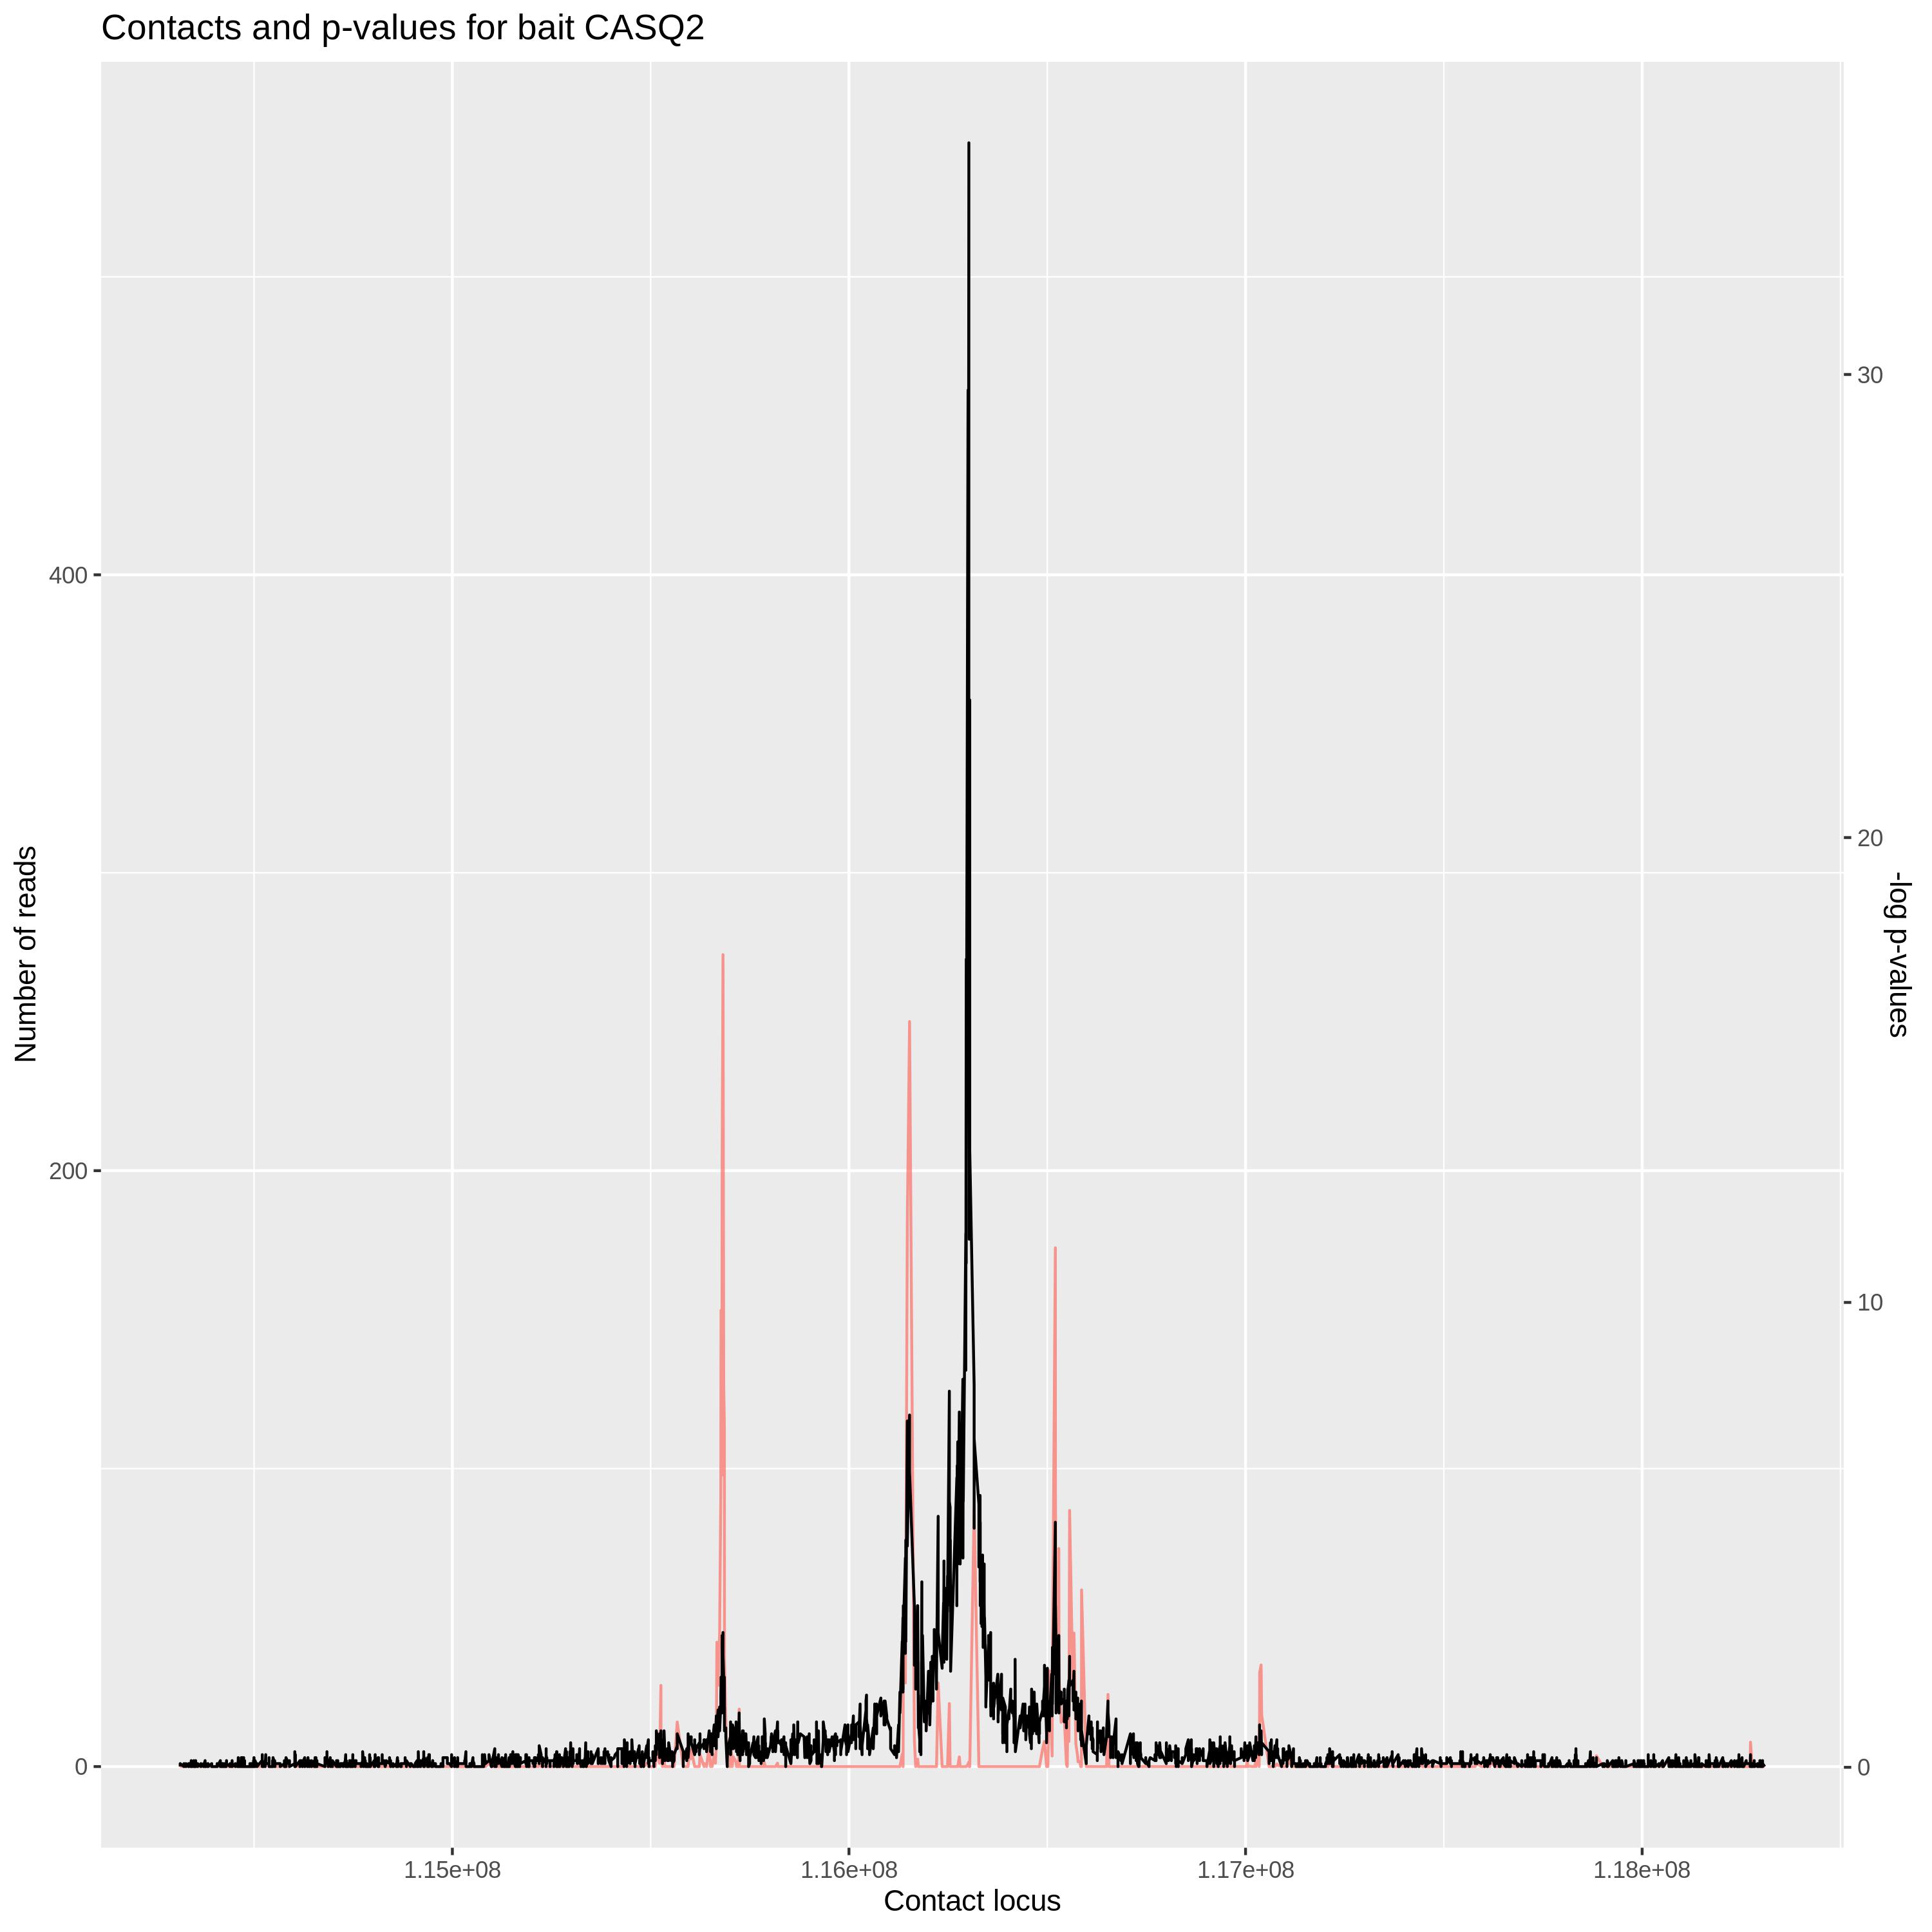 Contacts and p-values for bait CASQ2
Number of reads
400
200
0
30
20
10
0
-log p-values
1.15e+08
1.16e+08
1.17e+08
1.18e+08
Contact locus